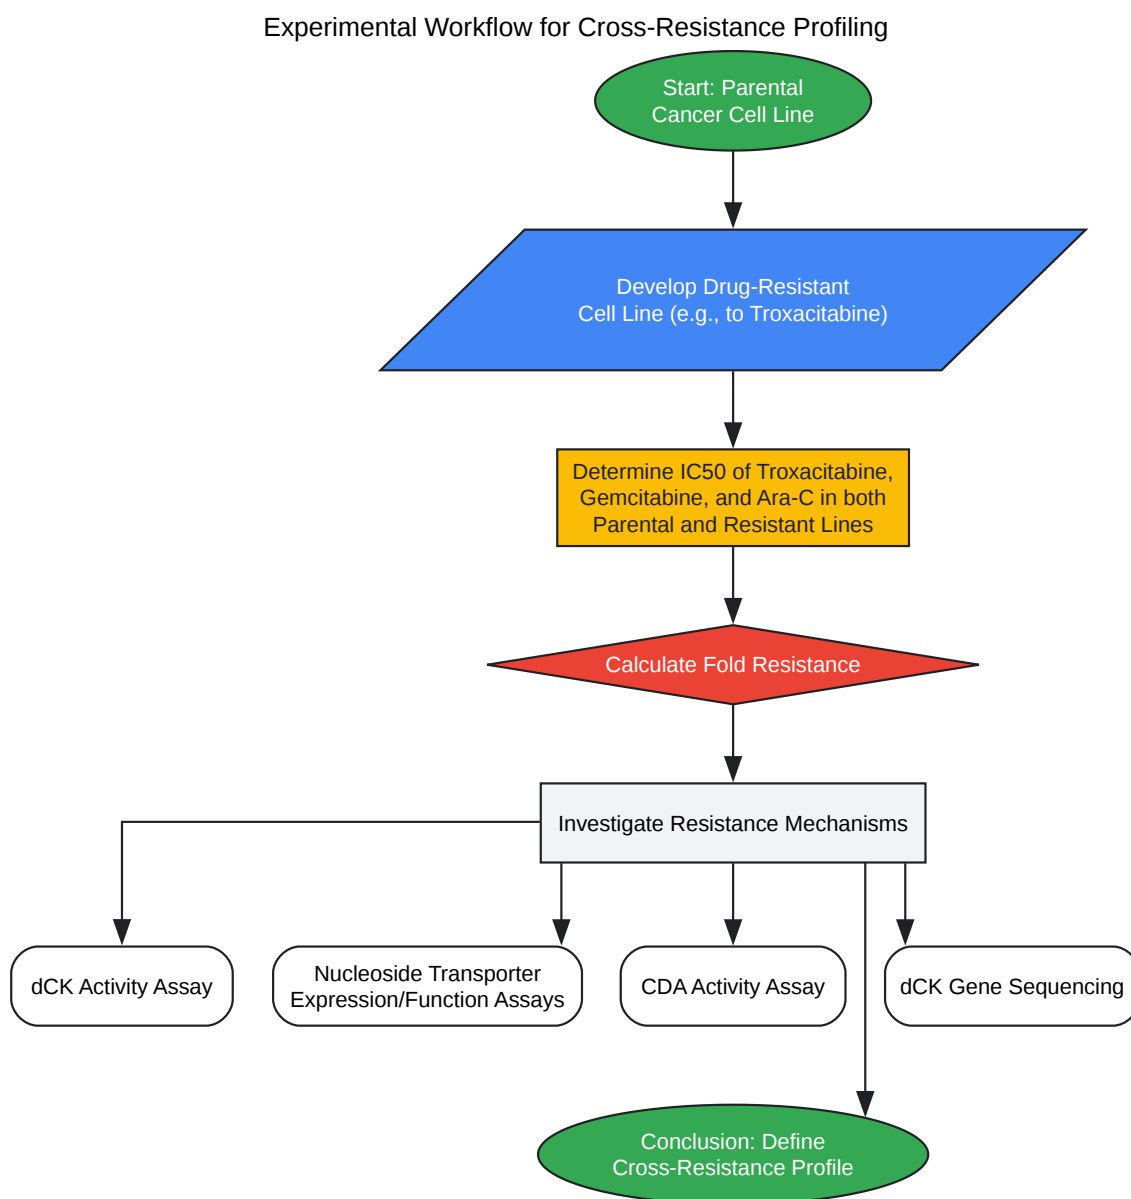 Experimental Workflow for Cross-Resistance Profiling
Start: Parental
Cancer Cell Line
Develop Drug-Resistant
Cell Line (e.g., to Troxacitabine)
Determine IC50 of Troxacitabine,
Gemcitabine, and Ara-C in both
Parental and Resistant Lines
Calculate Fold Resistance
Investigate Resistance Mechanisms
dCK Activity Assay
Nucleoside Transporter
Expression/Function Assays
CDA Activity Assay
dCK Gene Sequencing
Conclusion: Define
Cross-Resistance Profile